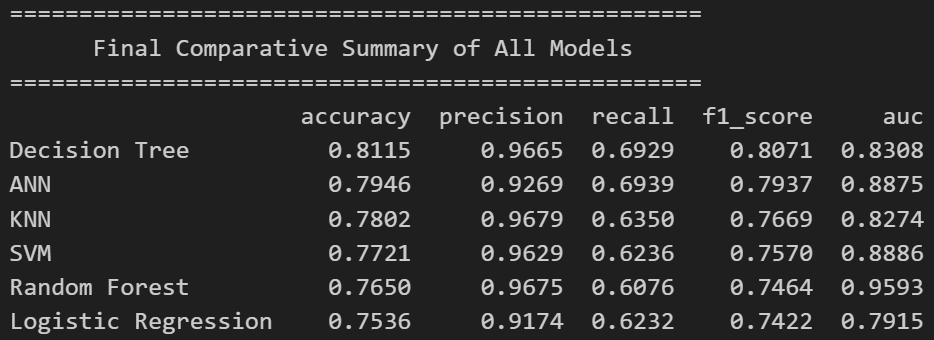 ==================================================
Final Comparative Summary of All Models
==================================================
accuracy precision recall f1_score auc
Decision Tree 0.8115 0.9665 0.6929 0.8071 0.8308
ANN 0.7946 0.9269 0.6939 0.7937 0.8875
KNN 0.7802 0.9679 0.6350 0.7669 0.8274
SVM 0.7721 0.9629 0.6236 0.7570 0.8886
Random Forest 0.7650 0.9675 0.6076 0.7464 0.9593
Logistic Regression 0.7536 0.9174 0.6232 0.7422 0.7915